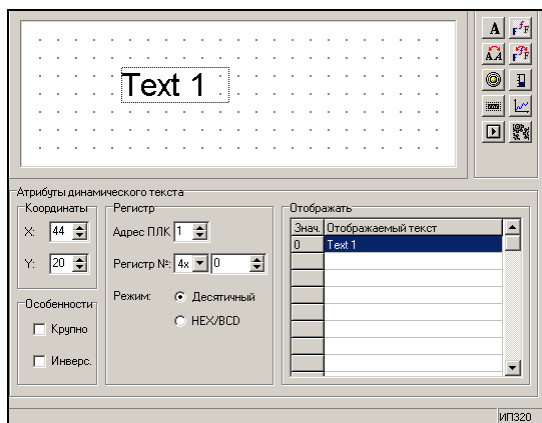 Text 1
A
Атрибуты динамического текста
Координаты
X: 44
Y: 20
Особенности
Крупно
Инверс.
Регистр
Адрес ПЛК 1
Регистр №: 4x 0
Режим: Десятичный
HEX/BCD
Отображать
Знач. Отображаемый текст
0 Text 1
ИП320